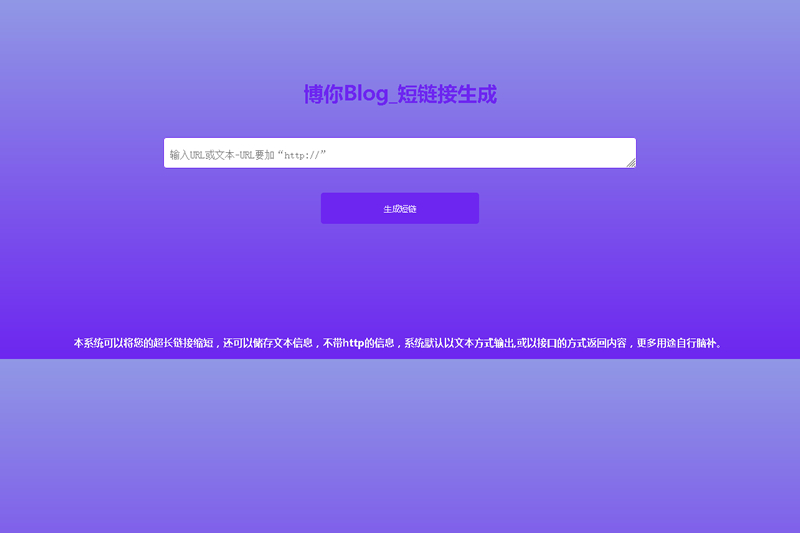 博你Blog_短链接生成
输入URL或文本-URL要加“http://”
生成短链
本系统可以将您的超长链接缩短，还可以储存文本信息，不带http的信息，系统默认以文本方式输出,或以接口的方式返回内容，更多用途自行脑补。